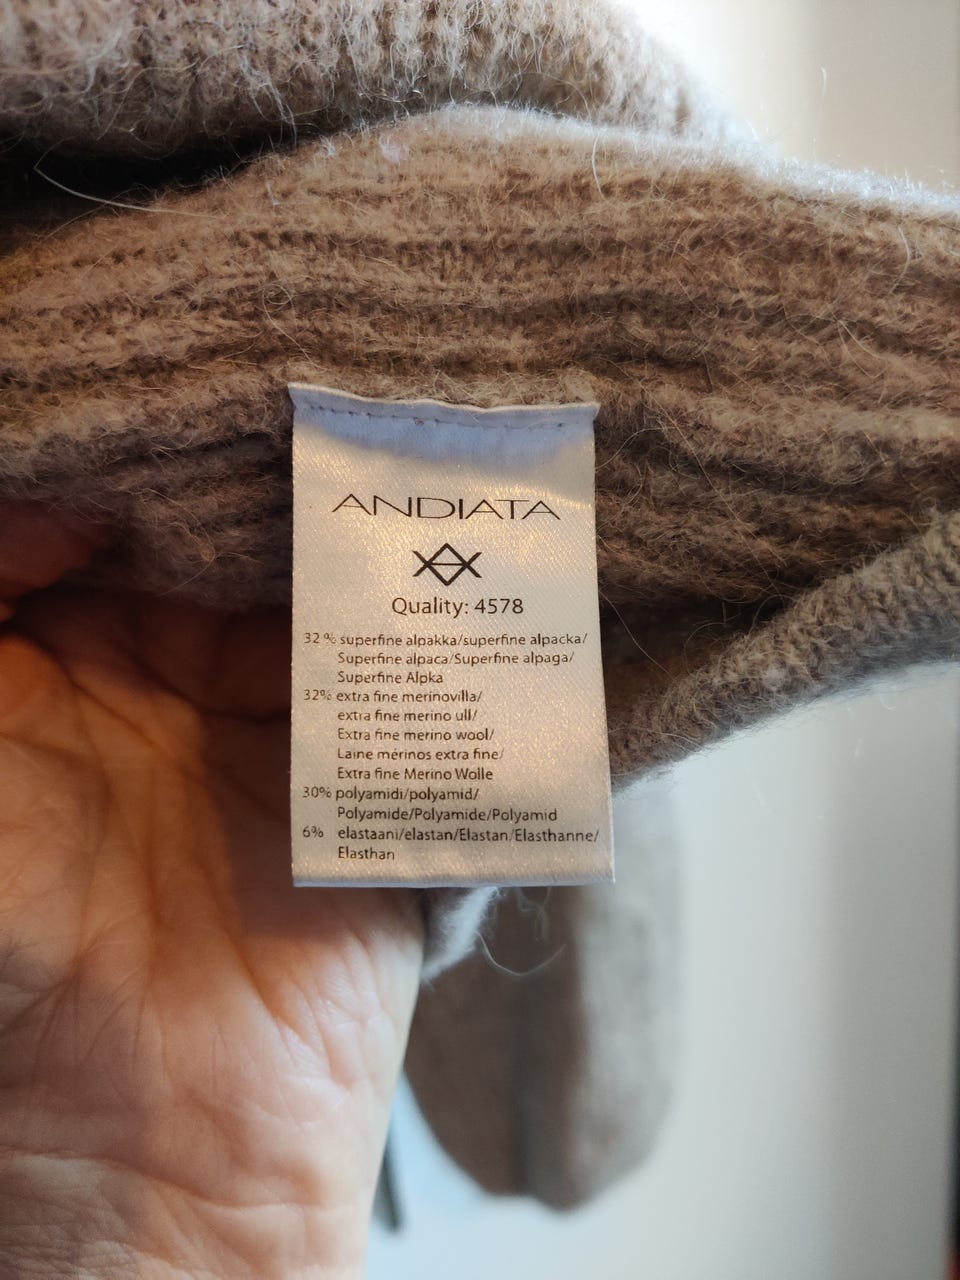 ANDIATA
Quality: 4578
32 % superfine alpakka/superfine alpacka/
Superfine alpaca/Superfine alpaga/
Superfine Alpka
32% extra fine merinovilla/
extra fine merino ull/
Extra fine merino wool/
Laine mérinos extra fine/
Extra fine Merino Wolle
30% polyamidi/polyamid/
Polyamide/Polyamide/Polyamid
6% elastaani/elastan/Elastan/Elasthanne/
Elasthan